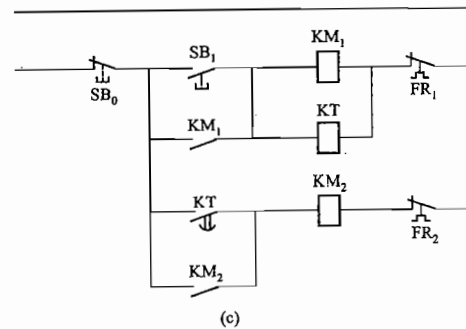 KM₁
SB₁
SB₀
FR₁
KM₁
KT
KT
KM₂
FR₂
KM₂
(c)